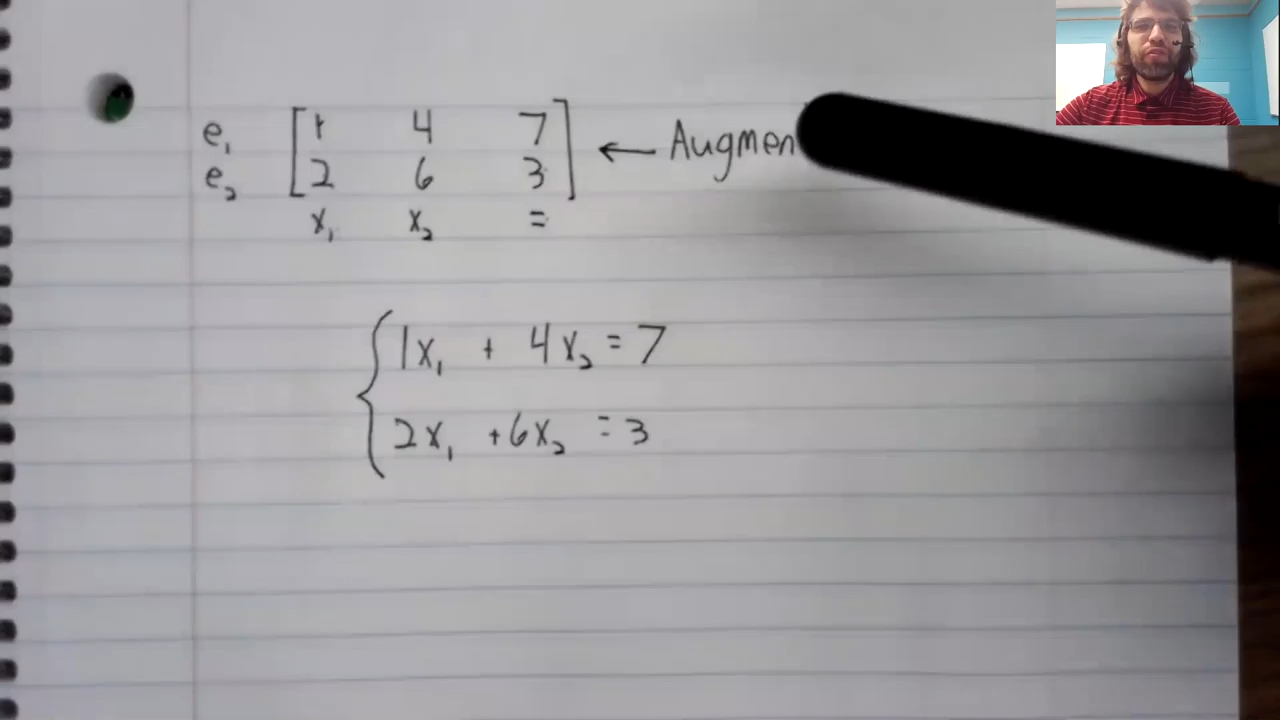 e₁ [1 4 7] ← Augmen
e₂ [2 6 3]
x₁ x₂ =
{1x₁ + 4x₂ = 7
2x₁ + 6x₂ = 3